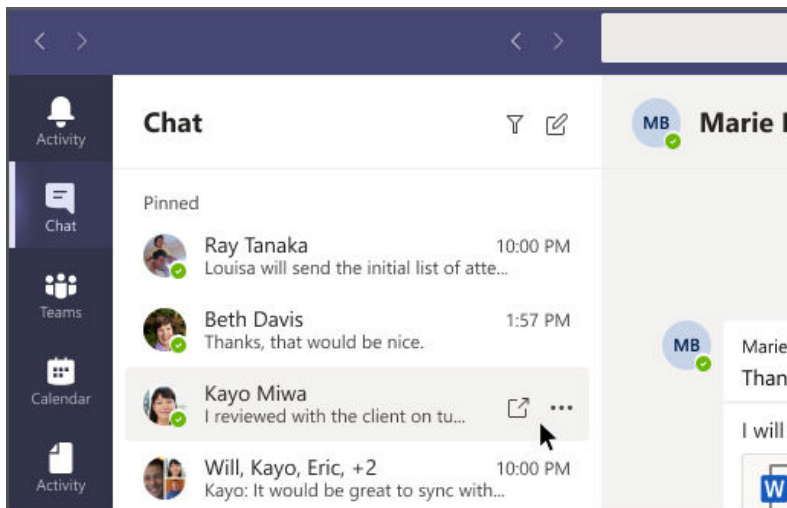 Activity
Chat
Teams
Calendar
Activity
Chat
Pinned
Ray Tanaka 10:00 PM
Louisa will send the initial list of atte...
Beth Davis 1:57 PM
Thanks, that would be nice.
Kayo Miwa
I reviewed with the client on tu...
Will, Kayo, Eric, +2 10:00 PM
Kayo: It would be great to sync with...
MB Marie
MB
Marie
Than
I will
W